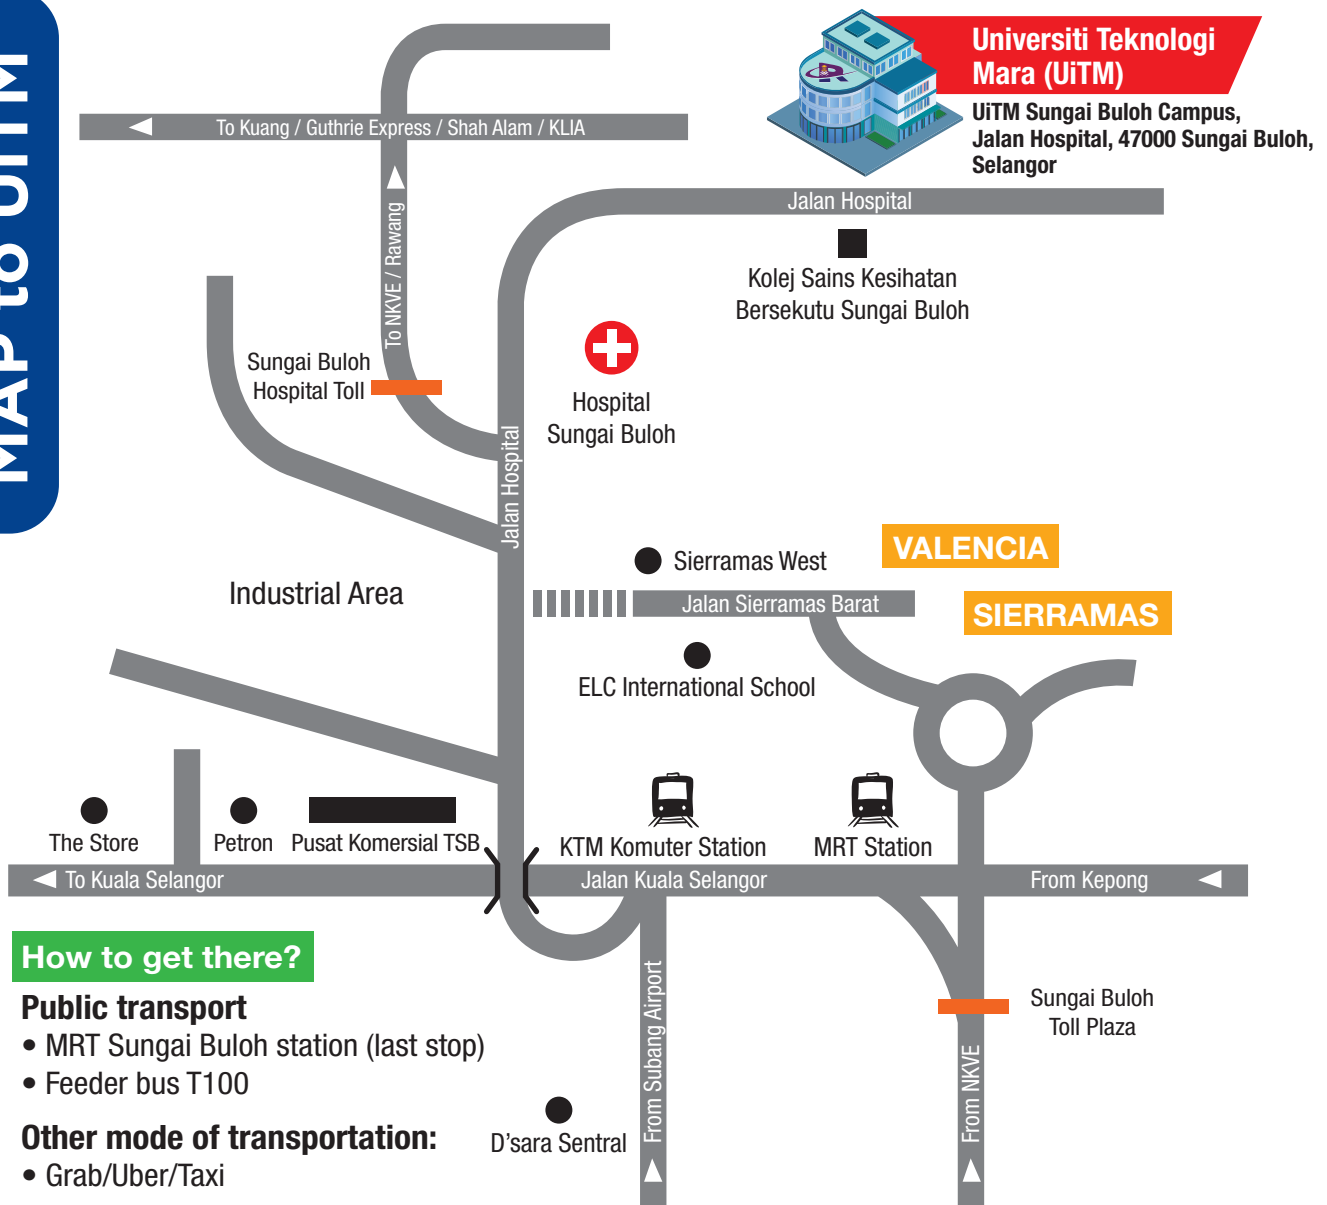 MAP to UiTM
Universiti Teknologi
Mara (UiTM)
UiTM Sungai Buloh Campus,
Jalan Hospital, 47000 Sungai Buloh,
Selangor
To Kuang / Guthrie Express / Shah Alam / KLIA
Jalan Hospital
To NKVE / Rawang
Kolej Sains Kesihatan
Bersekutu Sungai Buloh
Sungai Buloh
Hospital Toll
Hospital
Sungai Buloh
Jalan Hospital
VALENCIA
Sierramas West
Industrial Area
Jalan Sierramas Barat
SIERRAMAS
ELC International School
The Store
Petron
Pusat Komersial TSB
KTM Komuter Station
MRT Station
To Kuala Selangor
Jalan Kuala Selangor
From Kepong
How to get there?
Public transport
• MRT Sungai Buloh station (last stop)
• Feeder bus T100
Other mode of transportation:
• Grab/Uber/Taxi
From Subang Airport
D'sara Sentral
Sungai Buloh
Toll Plaza
From NKVE